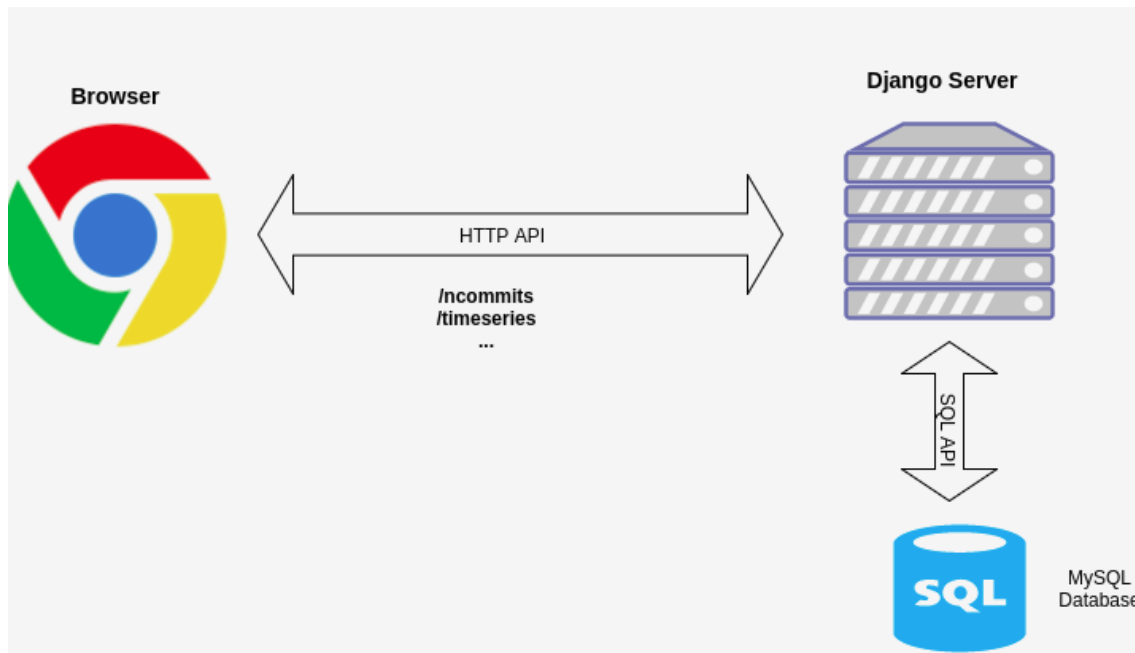 Browser
Django Server
HTTP API
/ncommits
/timeseries
...
SQL API
SQL
MySQL
Database